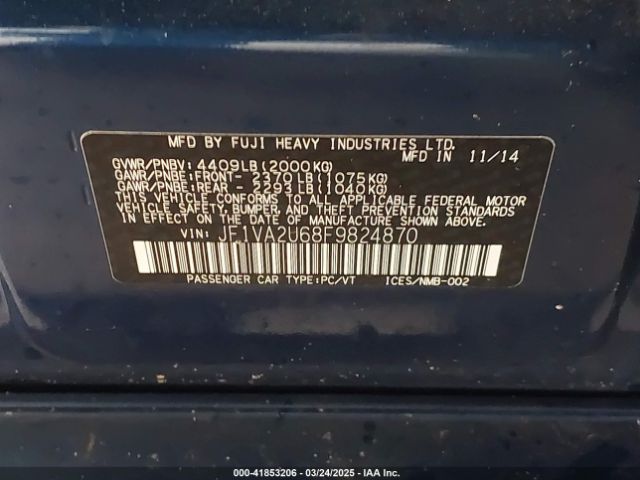 MFD BY FUJI HEAVY INDUSTRIES LTD.
GVWR/PNBV: 4409LB(2000KG) MFD IN 11/14
GAWR/PNBE:FRONT- 2370LB(1075KG)
GAWR/PNBE:REAR - 2293LB(1040KG)
THIS VEHICLE CONFORMS TO ALL APPLICABLE FEDERAL MOTOR
VEHICLE SAFETY, BUMPER, AND THEFT PREVENTION
STANDARDS IN EFFECT ON THE DATE OF MANUFACTURE SHOWN ABOVE.
VIN: JF1VA2U68F9824870
PASSENGER CAR TYPE:PC/VT ICES/NMB-002
000-41853206 - 03/24/2025 - IAA Holdings, LLC.